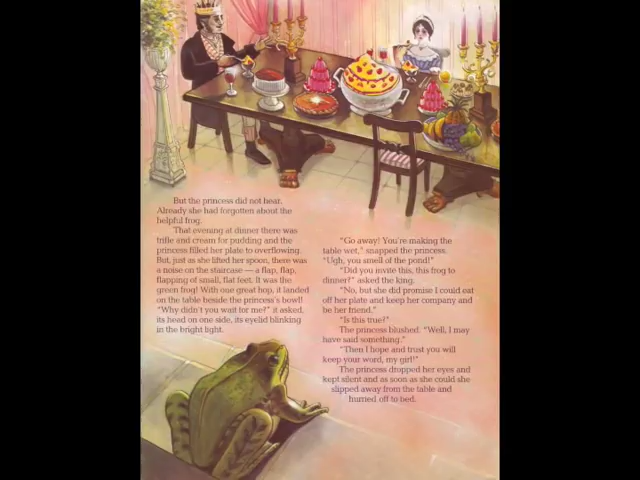 But the princess did not hear.
Already she had forgotten about the
helpful frog.
That evening at dinner there was
trifle and cream for pudding and the
princess filled her plate to overflowing.
But, just as she lifted her spoon, there was
a noise on the staircase — a flap, flap,
flapping of small, flat feet. It was the
green frog! With one great hop, it landed
on the table beside the princess's bowl!
"Why didn't you wait for me?" it asked,
its head on one side, its eyelid blinking
in the bright light.
"Go away! You're making the
table wet," snapped the princess.
"Ugh, you smell of the pond!"
"Did you invite this, this frog to
dinner?" asked the king.
"No, but she did promise I could eat
off her plate and keep her company and
be her friend."
"Is this true?"
The princess blushed. "Well, I may
have said something."
"Then I hope and trust you will
keep your word, my girl!"
The princess dropped her eyes and
kept silent and as soon as she could she
slipped away from the table and
hurried off to bed.